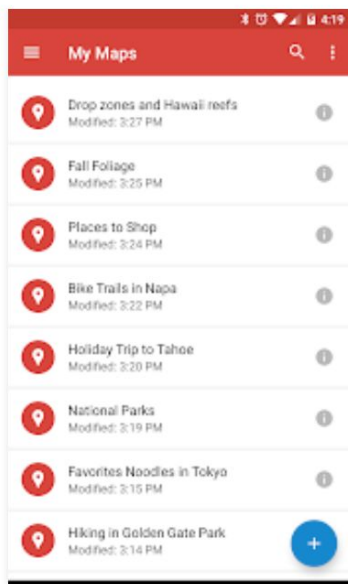 4:19
My Maps
Drop zones and Hawaii reefs
Modified: 3:27 PM
Fall Foliage
Modified: 3:25 PM
Places to Shop
Modified: 3:24 PM
Bike Trails in Napa
Modified: 3:22 PM
Holiday Trip to Tahoe
Modified: 3:20 PM
National Parks
Modified: 3:19 PM
Favorites Noodles in Tokyo
Modified: 3:15 PM
Hiking in Golden Gate Park
Modified: 3:14 PM